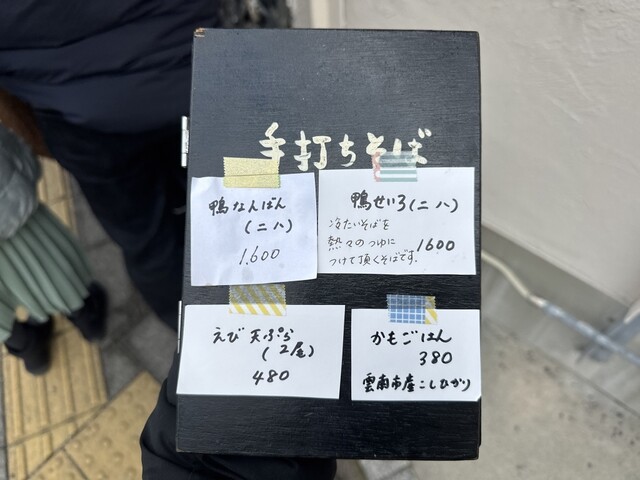 手打ちそば
鴨なんばん
(二八)
1.600
鴨せいろ(二八)
冷たいそばを
熱々のつゆに
つけて頂くそばです。
1600
えび天ぷら
(2尾)
480
かもごはん
380
雲南市産こしひかり